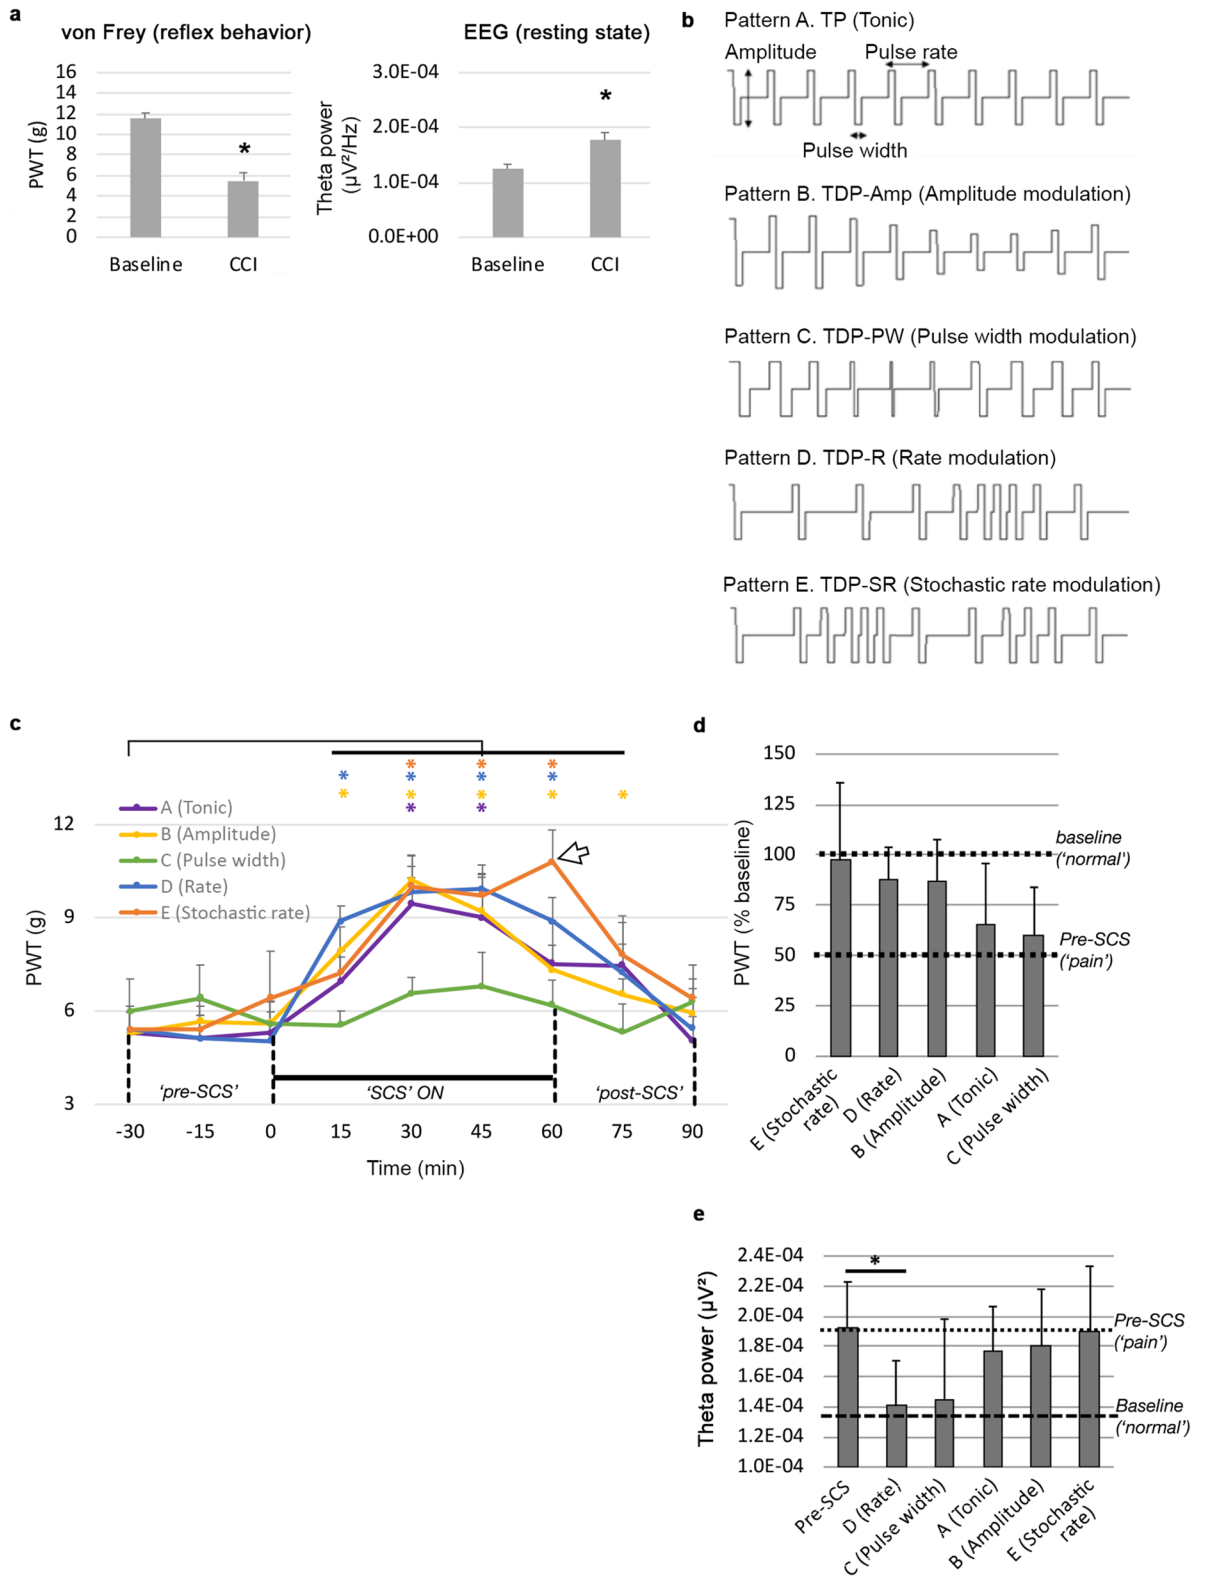 a
von Frey (reflex behavior)
16
14
12
10
8
6
4
2
0
PWT (g)
*
Baseline
CCI
EEG (resting state)
3.0E-04
2.0E-04
1.0E-04
0.0E+00
Theta power
(µV²/Hz)
*
Baseline
CCI
b
Pattern A. TP (Tonic)
Amplitude
Pulse rate
Pulse width
Pattern B. TDP-Amp (Amplitude modulation)
Pattern C. TDP-PW (Pulse width modulation)
Pattern D. TDP-R (Rate modulation)
Pattern E. TDP-SR (Stochastic rate modulation)
c
* * *
* * * *
* * * * *
* *
A (Tonic)
B (Amplitude)
C (Pulse width)
D (Rate)
E (Stochastic rate)
12
9
6
3
PWT (g)
'pre-SCS'
'SCS' ON
'post-SCS'
-30
-15
0
15
30
45
60
75
90
Time (min)
d
150
125
100
75
50
25
0
PWT (% baseline)
baseline
('normal')
Pre-SCS
('pain')
E (Stochastic
rate)
D (Rate)
B (Amplitude)
A (Tonic)
C (Pulse width)
e
2.4E-04
2.2E-04
2.0E-04
1.8E-04
1.6E-04
1.4E-04
1.2E-04
1.0E-04
Theta power (µV²)
*
Pre-SCS
('pain')
Baseline
('normal')
Pre-SCS
D (Rate)
C (Pulse width)
A (Tonic)
B (Amplitude)
E (Stochastic
rate)